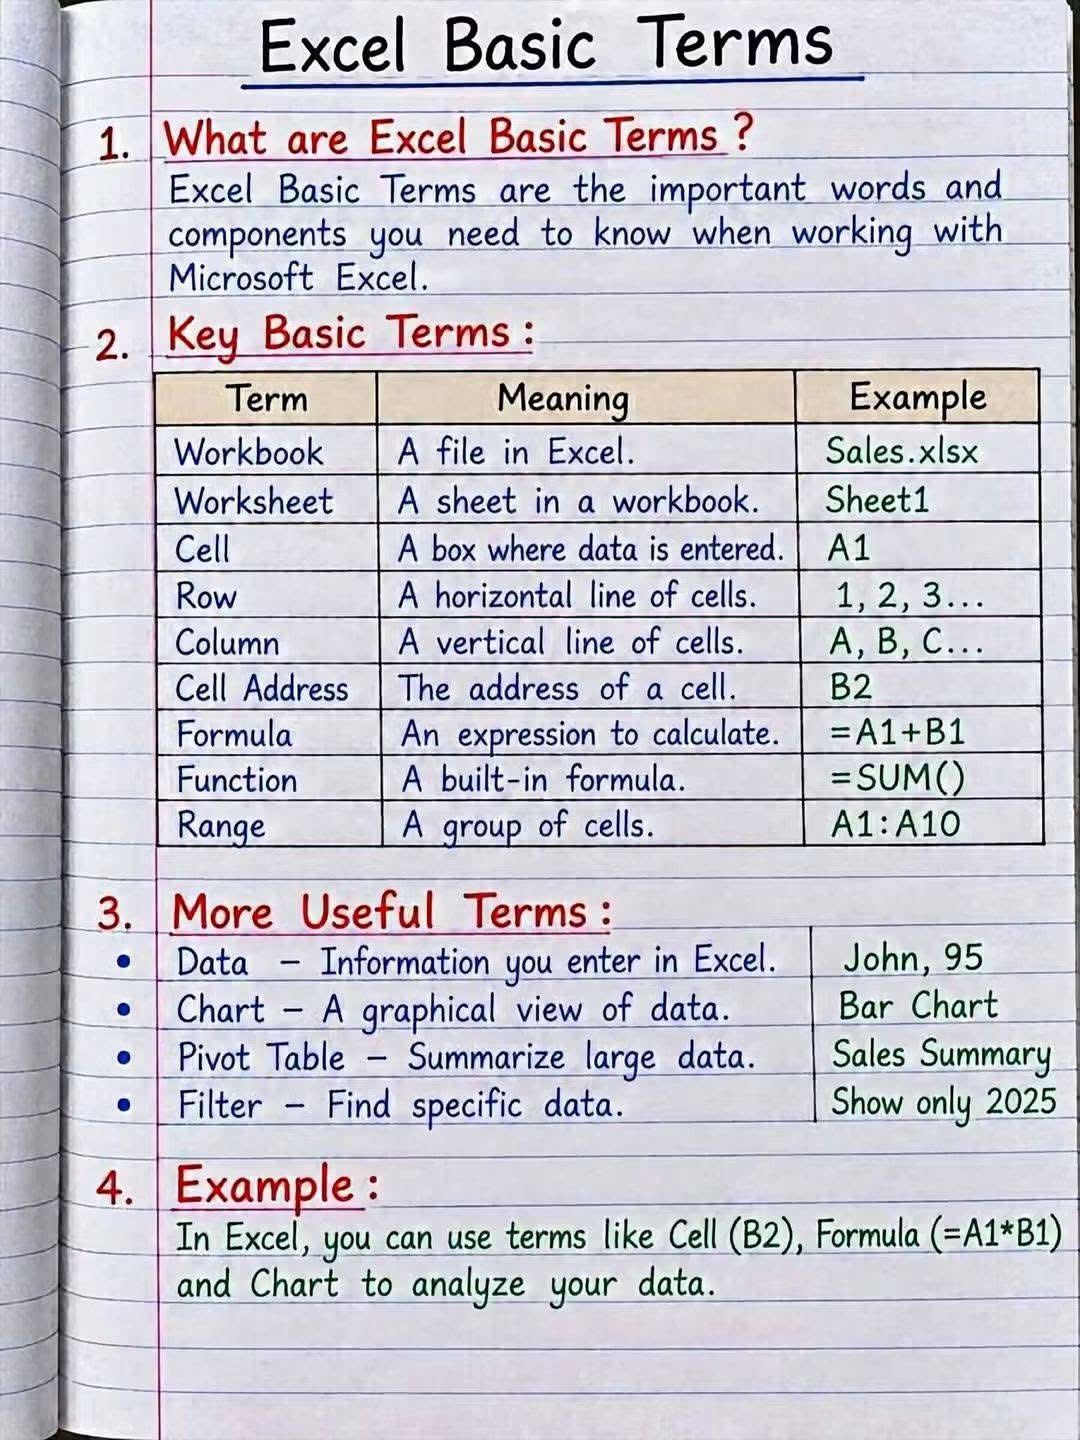 Excel Basic Terms
1. What are Excel Basic Terms ?
Excel Basic Terms are the important words and
components you need to know when working with
Microsoft Excel.
2. Key Basic Terms :
Term Meaning Example
Workbook A file in Excel. Sales.xlsx
Worksheet A sheet in a workbook. Sheet1
Cell A box where data is entered. A1
Row A horizontal line of cells. 1, 2, 3...
Column A vertical line of cells. A, B, C...
Cell Address The address of a cell. B2
Formula An expression to calculate. =A1+B1
Function A built-in formula. =SUM()
Range A group of cells. A1:A10
3. More Useful Terms :
• Data – Information you enter in Excel. John, 95
• Chart – A graphical view of data. Bar Chart
• Pivot Table – Summarize large data. Sales Summary
• Filter – Find specific data. Show only 2025
4. Example :
In Excel, you can use terms like Cell (B2), Formula (=A1*B1)
and Chart to analyze your data.